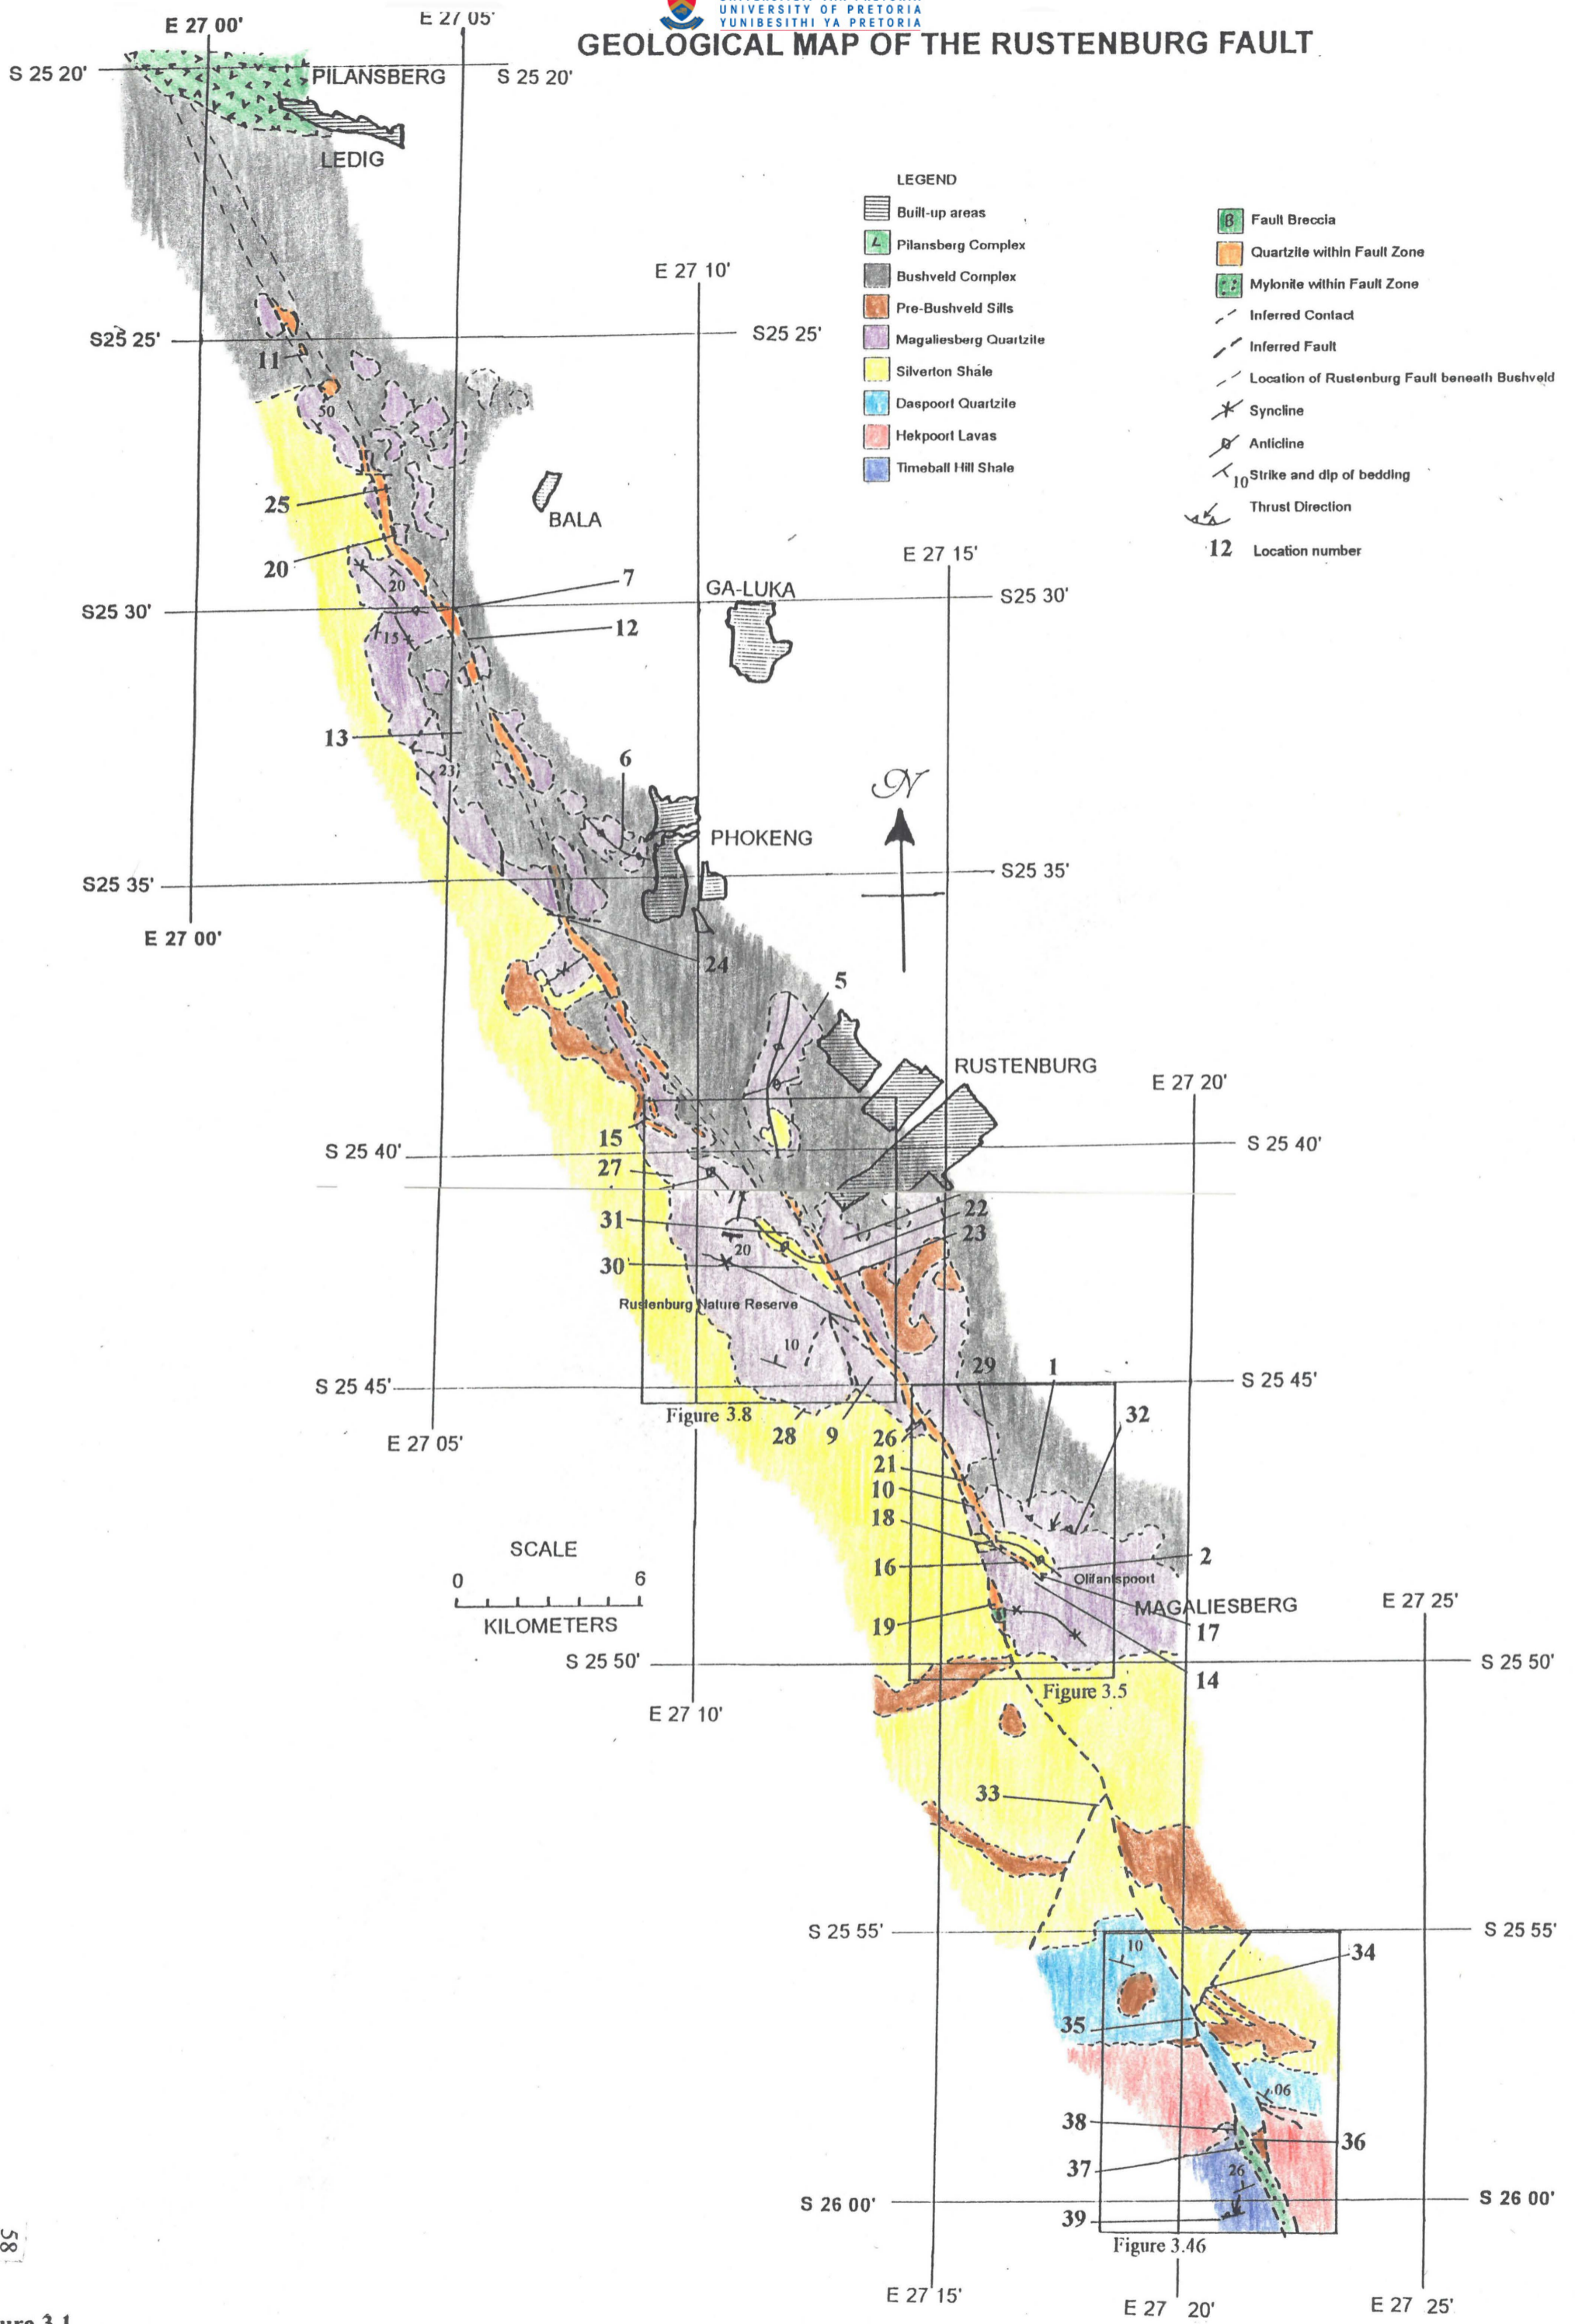 UNIVERSITY OF PRETORIA
YUNIBESITHI YA PRETORIA
GEOLOGICAL MAP OF THE RUSTENBURG FAULT
E 27 00'
E 27 05'
S 25 20'
PILANSBERG
S 25 20'
LEDIG
LEGEND
Built-up areas
Pilansberg Complex
Bushveld Complex
Pre-Bushveld Sills
Magaliesberg Quartzite
Silverton Shale
Daspoort Quartzite
Hekpoort Lavas
Timeball Hill Shale
B Fault Breccia
Quartzite within Fault Zone
Mylonite within Fault Zone
Inferred Contact
Inferred Fault
Location of Rustenburg Fault beneath Bushveld
Syncline
Anticline
10 Strike and dip of bedding
Thrust Direction
12 Location number
E 27 10'
S25 25'
S25 25'
11
50
25
BALA
E 27 15'
20
20
7
GA-LUKA
S25 30'
S25 30'
12
15
13
23
6
N
PHOKENG
S25 35'
S25 35'
E 27 00'
24
5
RUSTENBURG
E 27 20'
15
S 25 40'
S 25 40'
27
22
31
23
20
30
Rustenburg Nature Reserve
10
29
1
S 25 45'
S 25 45'
Figure 3.8
32
28
9
26
E 27 05'
21
10
18
SCALE
2
16
0
6
Olifantspoort
KILOMETERS
MAGALIESBERG
E 27 25'
19
17
S 25 50'
S 25 50'
14
Figure 3.5
E 27 10'
33
S 25 55'
S 25 55'
10
34
35
06
38
36
37
26
S 26 00'
S 26 00'
39
Figure 3.46
E 27 15'
E 27 20'
E 27 25'
58